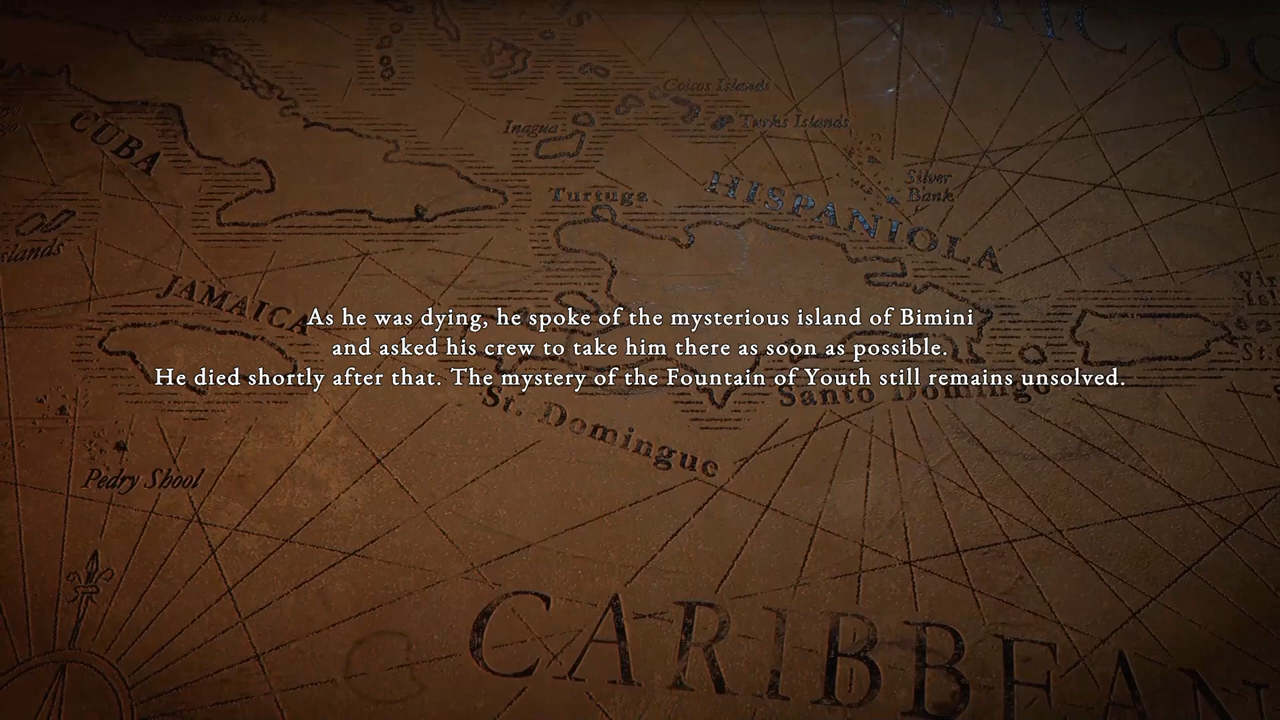 TIC OC
Caicos Islands
Turks Islands
Inagua
CUBA
Silver
Bank
Turtuga
HISPANIOLA
slands
JAMAICA
As he was dying, he spoke of the mysterious island of Bimini
and asked his crew to take him there as soon as possible.
He died shortly after that. The mystery of the Fountain of Youth still remains unsolved.
St. Domingue
Santo Domingo
Pedry Shool
CARIBBEAN